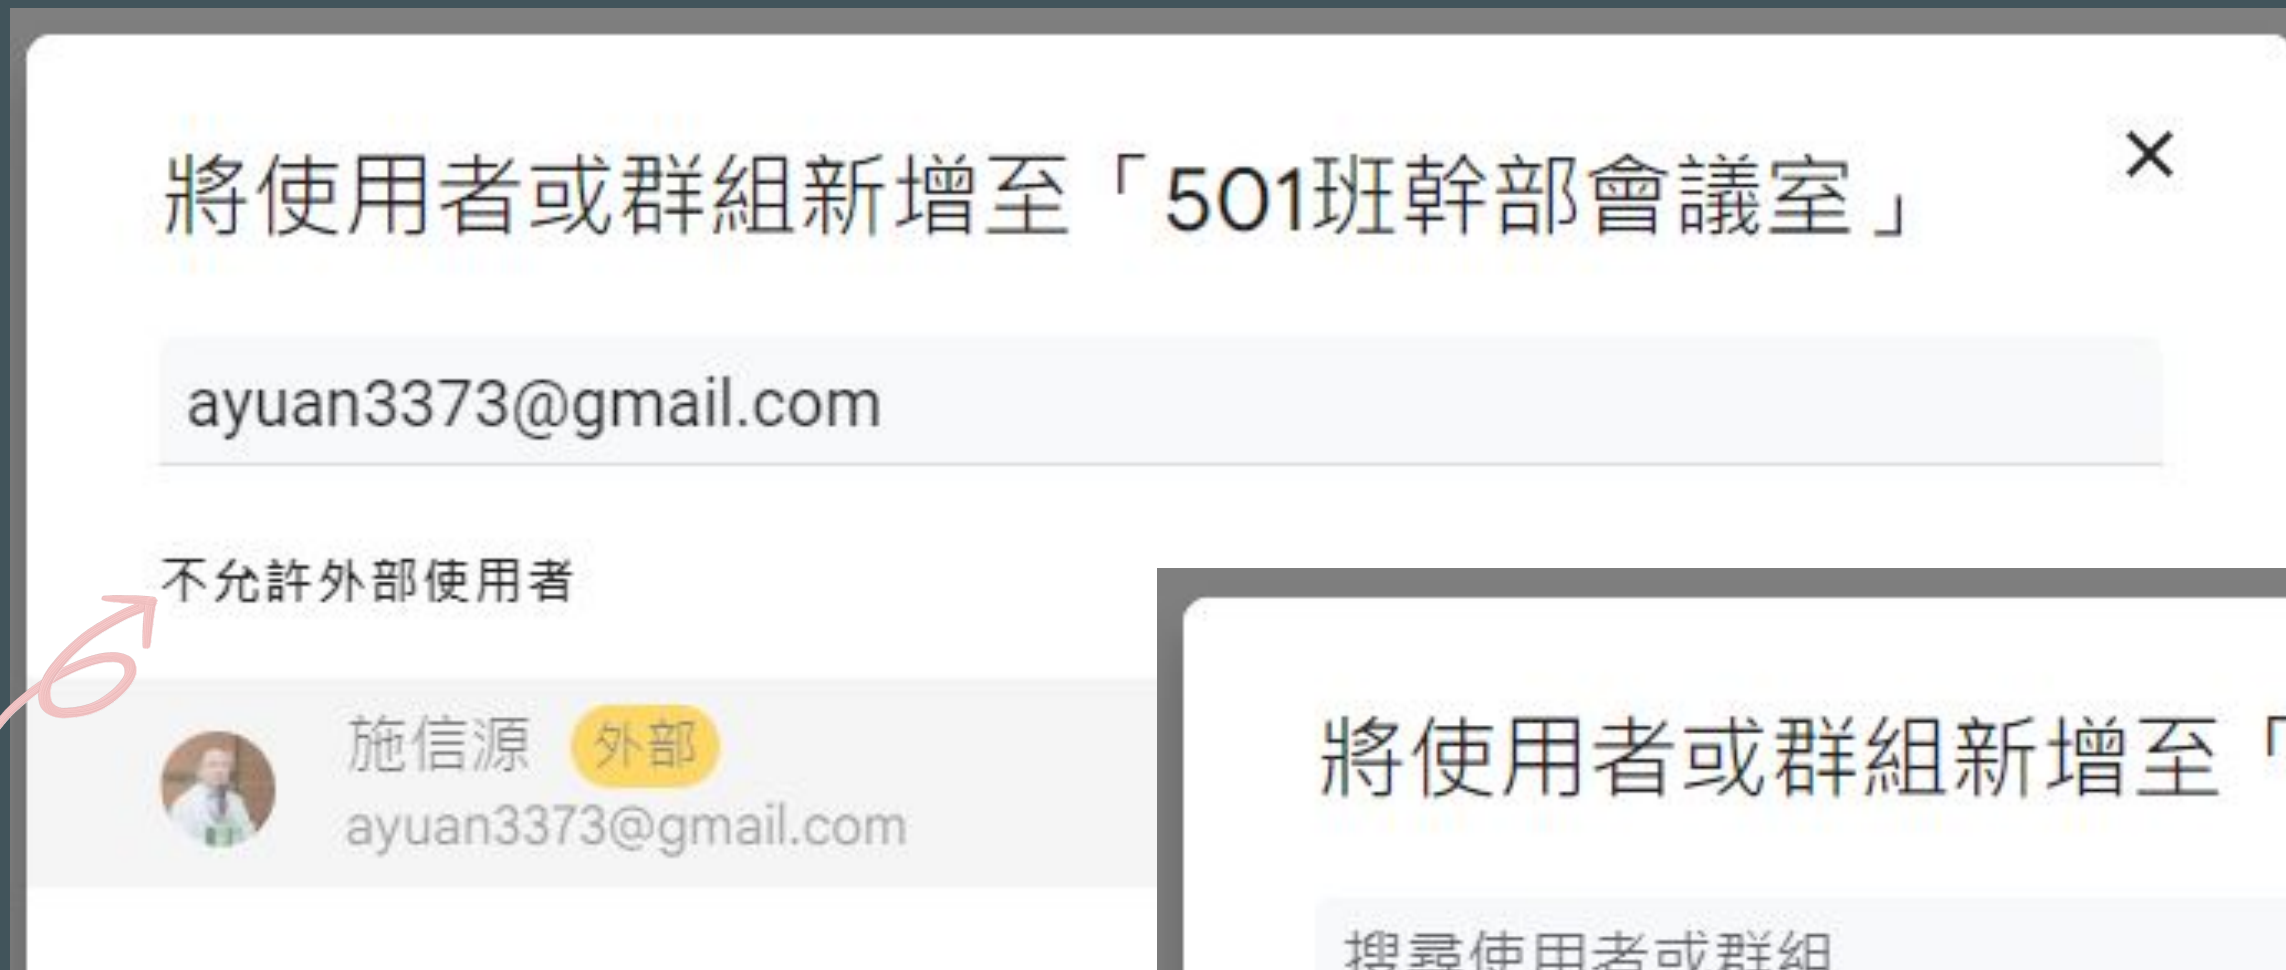 將使用者或群組新增至「501班幹部會議室」
ayuan3373@gmail.com
不允許外部使用者
施信源 外部
ayuan3373@gmail.com
將使用者或群組新增至「
搜尋使用者或群組